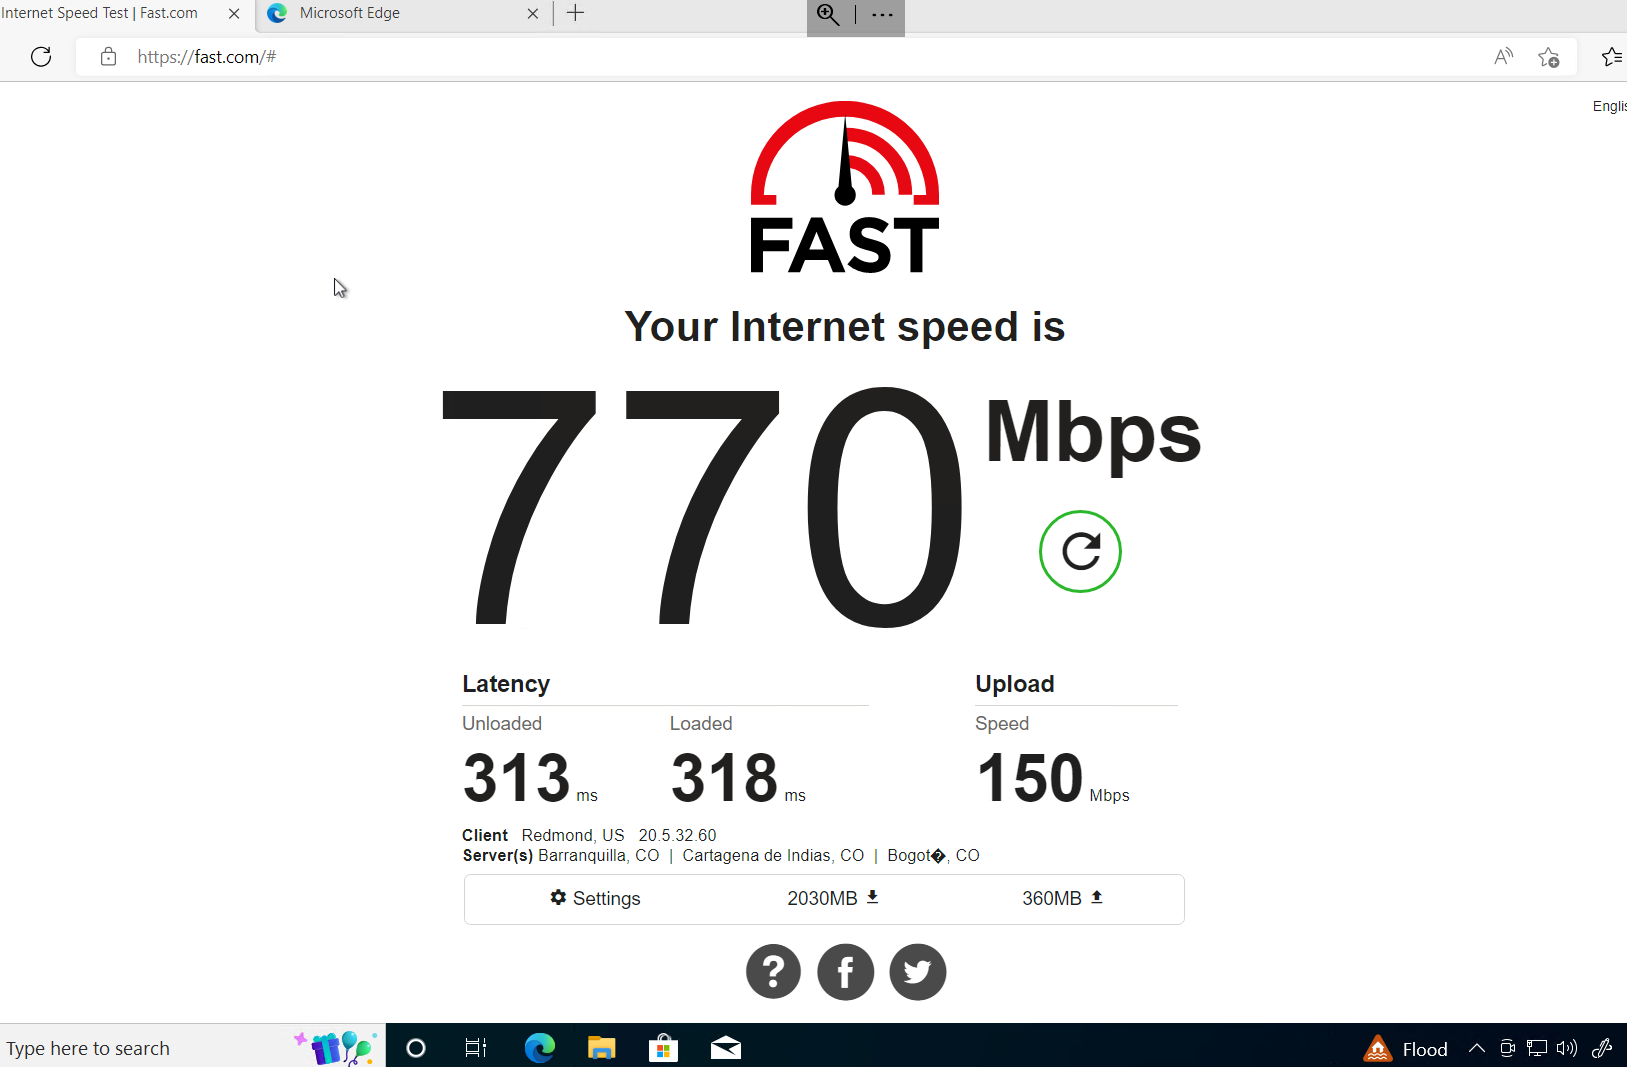 Internet Speed Test | Fast.com
Microsoft Edge
https://fast.com/#
Englis
FAST
Your Internet speed is
770 Mbps
Latency
Upload
Unloaded
Loaded
Speed
313 ms
318 ms
150 Mbps
Client Redmond, US 20.5.32.60
Server(s) Barranquilla, CO | Cartagena de Indias, CO | Bogot�, CO
Settings
2030MB
360MB
Type here to search
Flood